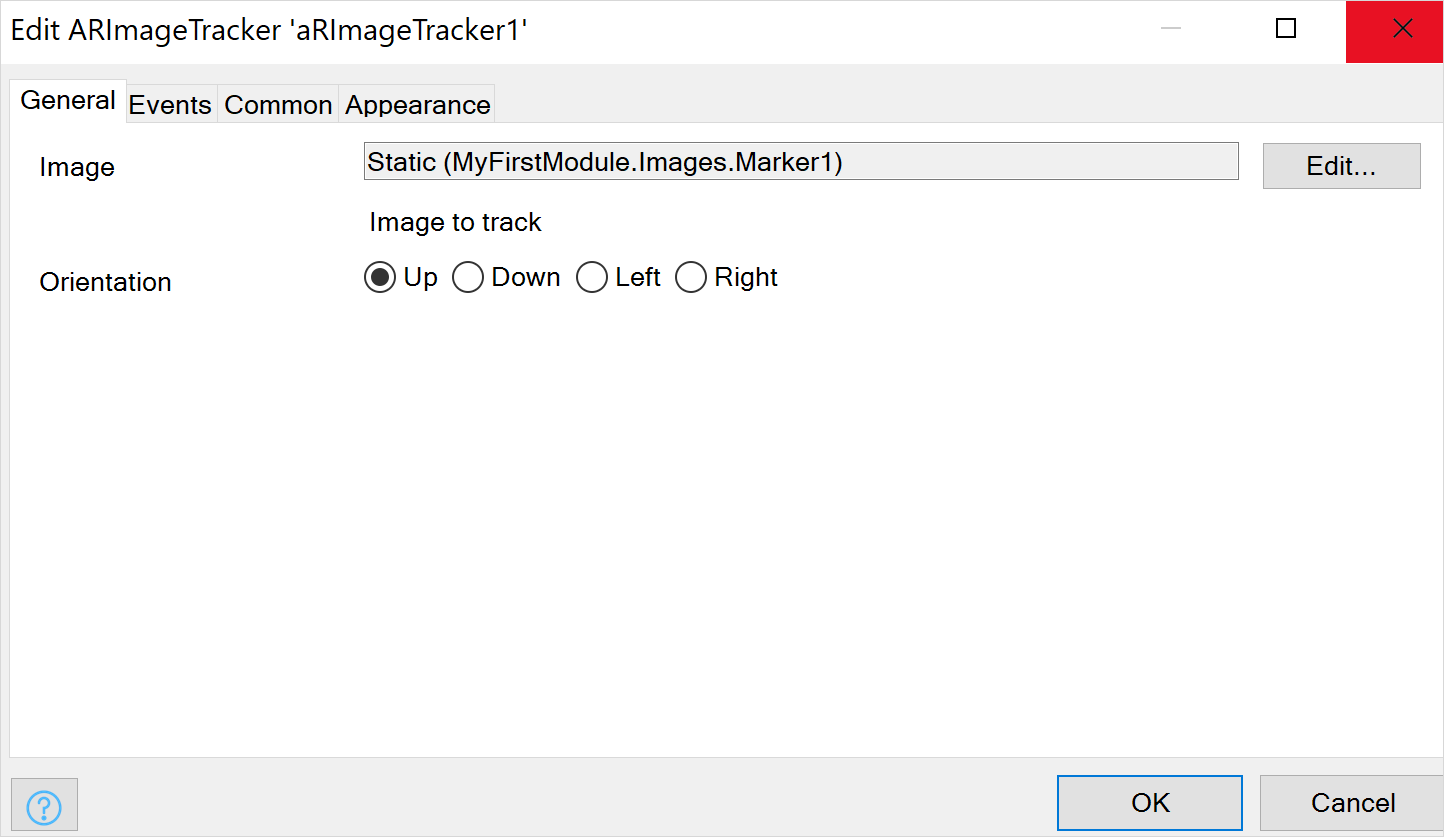 Edit ARImageTracker 'aRImageTracker1'
General Events Common Appearance
Image Static (MyFirstModule.Images.Marker1) Edit...
Image to track
Orientation Up Down Left Right
? OK Cancel